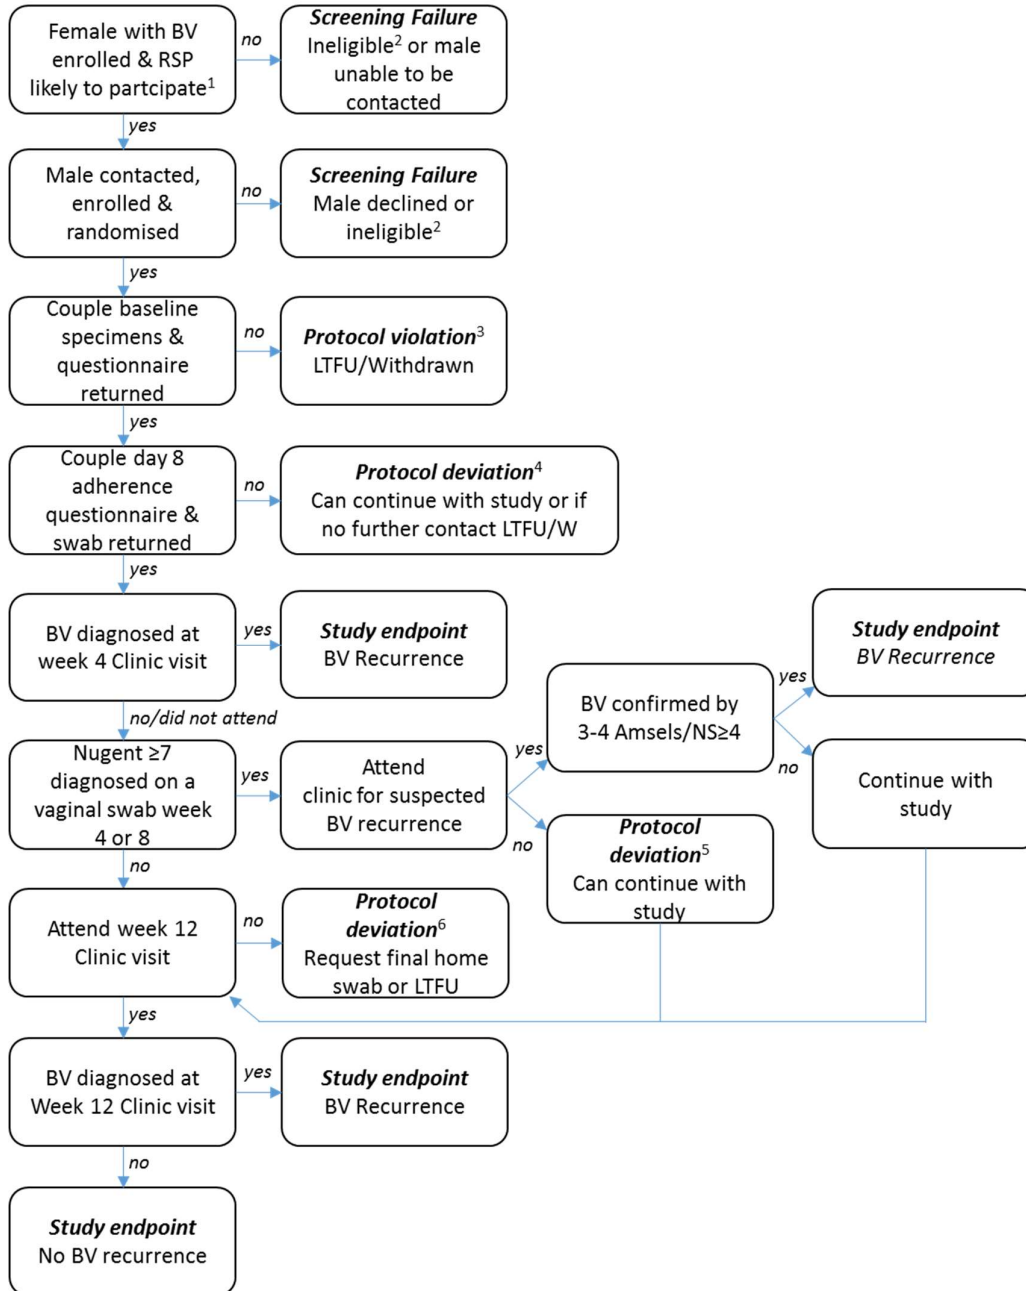 Female with BV
enrolled & RSP
likely to partcipate1
no
Screening Failure
Ineligible2 or male
unable to be
contacted
yes
Male contacted,
enrolled &
randomised
no
Screening Failure
Male declined or
ineligible2
yes
Couple baseline
specimens &
questionnaire
returned
no
Protocol violation3
LTFU/Withdrawn
yes
Couple day 8
adherence
questionnaire &
swab returned
no
Protocol deviation4
Can continue with study or if
no further contact LTFU/W
yes
BV diagnosed at
week 4 Clinic visit
yes
Study endpoint
BV Recurrence
no/did not attend
Nugent ≥7
diagnosed on a
vaginal swab week
4 or 8
yes
Attend
clinic for suspected
BV recurrence
yes
BV confirmed by
3-4 Amsels/NS≥4
yes
Study endpoint
BV Recurrence
no
Continue with
study
no
Protocol
deviation5
Can continue with
study
no
Attend week 12
Clinic visit
no
Protocol
deviation6
Request final home
swab or LTFU
yes
BV diagnosed at
Week 12 Clinic visit
yes
Study endpoint
BV Recurrence
no
Study endpoint
No BV recurrence